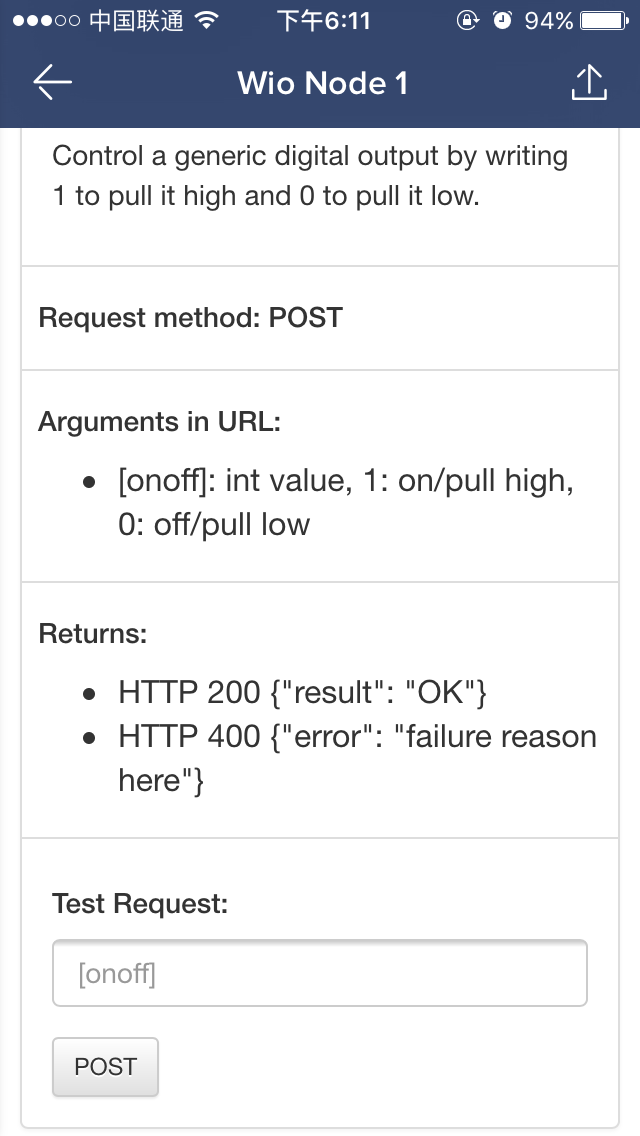 中国联通 下午6:11 94%
Wio Node 1
Control a generic digital output by writing
1 to pull it high and 0 to pull it low.
Request method: POST
Arguments in URL:
[onoff]: int value, 1: on/pull high,
0: off/pull low
Returns:
HTTP 200 {"result": "OK"}
HTTP 400 {"error": "failure reason
here"}
Test Request:
[onoff]
POST